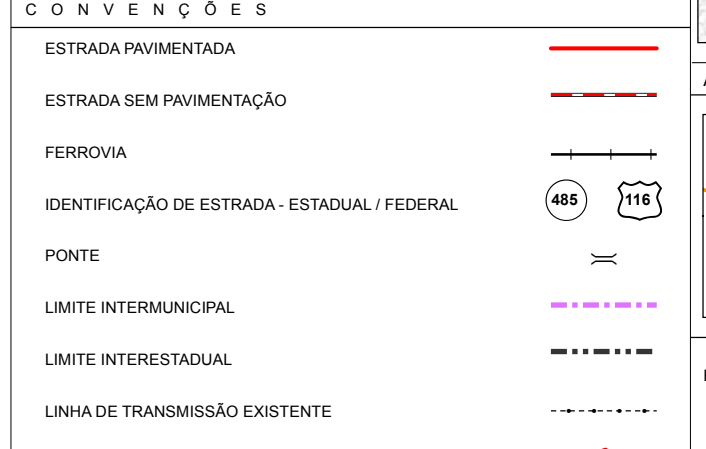 C O N V E N Ç Õ E S
ESTRADA PAVIMENTADA
ESTRADA SEM PAVIMENTAÇÃO
FERROVIA
IDENTIFICAÇÃO DE ESTRADA - ESTADUAL / FEDERAL 485 116
PONTE
LIMITE INTERMUNICIPAL
LIMITE INTERESTADUAL
LINHA DE TRANSMISSÃO EXISTENTE